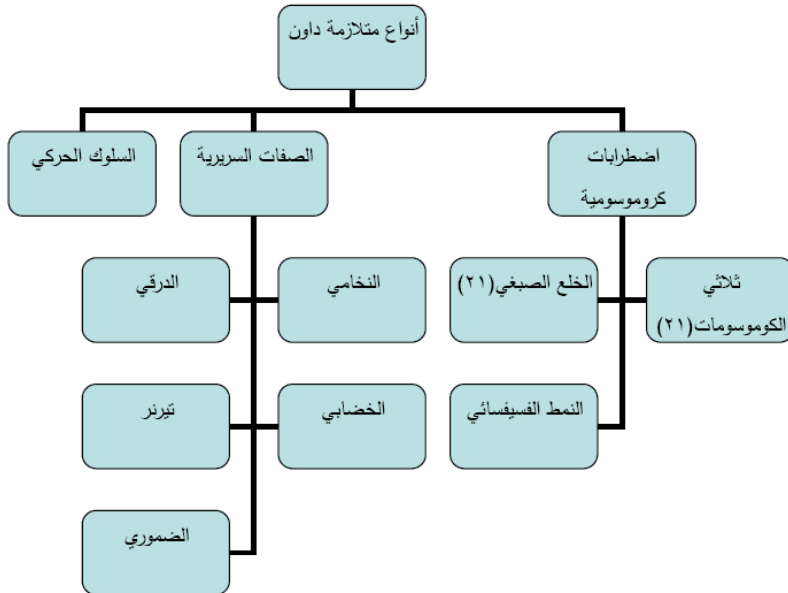 أنواع متلازمة داون
اضطرابات
كروموسومية
الصفات السريرية
السلوك الحركي
ثلاثي
الكوموسومات(٢١)
الخلع الصبغي(٢١)
النمط الفسيفسائي
النخامي
الدرقي
الخضابي
تيرنر
الضموري